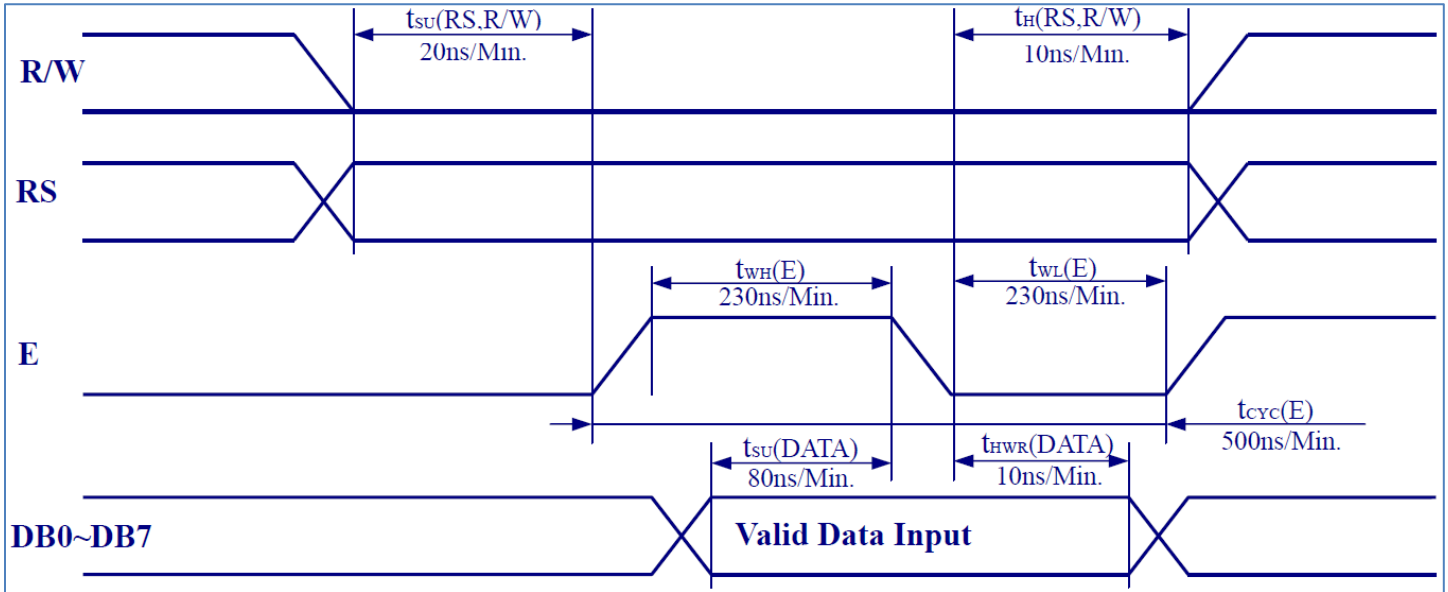 tSU(RS,R/W)
20ns/Min.
tH(RS,R/W)
10ns/Min.
R/W
RS
tWH(E)
230ns/Min.
tWL(E)
230ns/Min.
E
tCYC(E)
500ns/Min.
tSU(DATA)
80ns/Min.
tHWR(DATA)
10ns/Min.
DB0~DB7
Valid Data Input